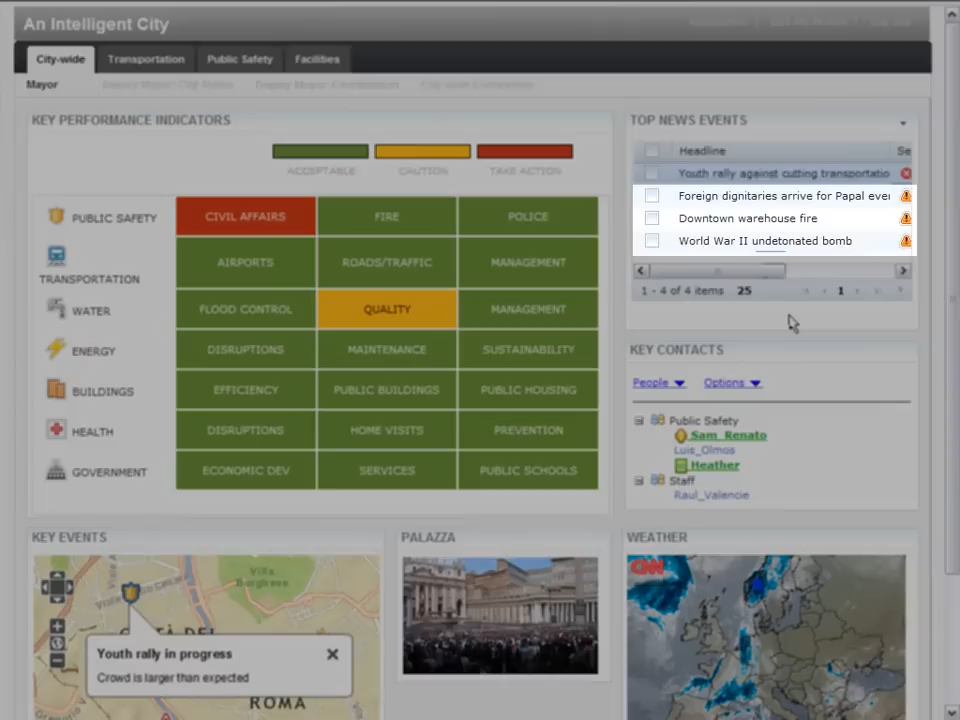 An Intelligent City
City-wide
Transportation
Public Safety
Facilities
Mayor
KEY PERFORMANCE INDICATORS
ACCEPTABLE
CAUTION
TAKE ACTION
PUBLIC SAFETY
CIVIL AFFAIRS
FIRE
POLICE
TRANSPORTATION
AIRPORTS
ROADS/TRAFFIC
MANAGEMENT
WATER
FLOOD CONTROL
QUALITY
MANAGEMENT
ENERGY
DISRUPTIONS
MAINTENANCE
SUSTAINABILITY
BUILDINGS
EFFICIENCY
PUBLIC BUILDINGS
PUBLIC HOUSING
HEALTH
DISRUPTIONS
HOME VISITS
PREVENTION
GOVERNMENT
ECONOMIC DEV
SERVICES
PUBLIC SCHOOLS
TOP NEWS EVENTS
Headline
Se
Youth rally against cutting transportatio
Foreign dignitaries arrive for Papal eve
Downtown warehouse fire
World War II undetonated bomb
1 - 4 of 4 items 25 1
KEY CONTACTS
People
Options
Public Safety
Sam_Renato
Luis_Olmos
Heather
Staff
Raul_Valencie
KEY EVENTS
Villa
Borghese
Youth rally in progress
Crowd is larger than expected
ROMA
PALAZZA
WEATHER
CNN